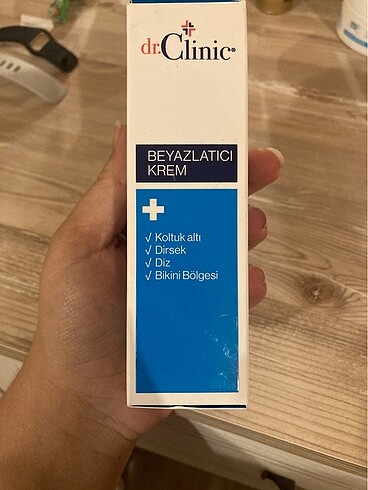 dr.Clinic®
BEYAZLATICI
KREM
√ Koltuk altı
√ Dirsek
√ Diz
√ Bikini Bölgesi